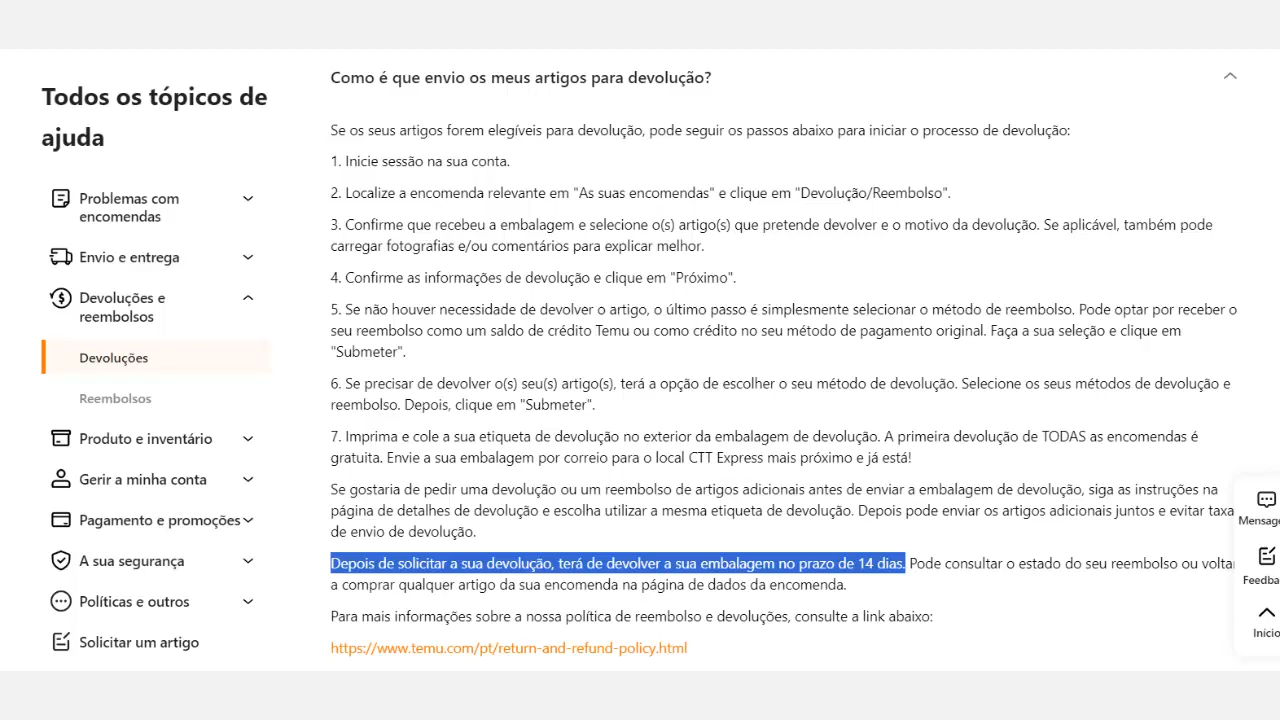 Todos os tópicos de
ajuda
Problemas com
encomendas
Envio e entrega
Devoluções e
reembolsos
Devoluções
Reembolsos
Produto e inventário
Gerir a minha conta
Pagamento e promoções
A sua segurança
Políticas e outros
Solicitar um artigo
Como é que envio os meus artigos para devolução?
Se os seus artigos forem elegíveis para devolução, pode seguir os passos abaixo para iniciar o processo de devolução:
1. Inicie sessão na sua conta.
2. Localize a encomenda relevante em "As suas encomendas" e clique em "Devolução/Reembolso".
3. Confirme que recebeu a embalagem e selecione o(s) artigo(s) que pretende devolver e o motivo da devolução. Se aplicável, também pode
carregar fotografias e/ou comentários para explicar melhor.
4. Confirme as informações de devolução e clique em "Próximo".
5. Se não houver necessidade de devolver o artigo, o último passo é simplesmente selecionar o método de reembolso. Pode optar por receber o
seu reembolso como um saldo de crédito Temu ou como crédito no seu método de pagamento original. Faça a sua seleção e clique em
"Submeter".
6. Se precisar de devolver o(s) seu(s) artigo(s), terá a opção de escolher o seu método de devolução. Selecione os seus métodos de devolução e
reembolso. Depois, clique em "Submeter".
7. Imprima e cole a sua etiqueta de devolução no exterior da embalagem de devolução. A primeira devolução de TODAS as encomendas é
gratuita. Envie a sua embalagem por correio para o local CTT Express mais próximo e já está!
Se gostaria de pedir uma devolução ou um reembolso de artigos adicionais antes de enviar a embalagem de devolução, siga as instruções na
página de detalhes de devolução e escolha utilizar a mesma etiqueta de devolução. Depois pode enviar os artigos adicionais juntos e evitar taxa
de envio de devolução.
Depois de solicitar a sua devolução, terá de devolver a sua embalagem no prazo de 14 dias. Pode consultar o estado do seu reembolso ou voltar
a comprar qualquer artigo da sua encomenda na página de dados da encomenda.
Para mais informações sobre a nossa política de reembolso e devoluções, consulte a link abaixo:
https://www.temu.com/pt/return-and-refund-policy.html
Mensage
Feedba
Início